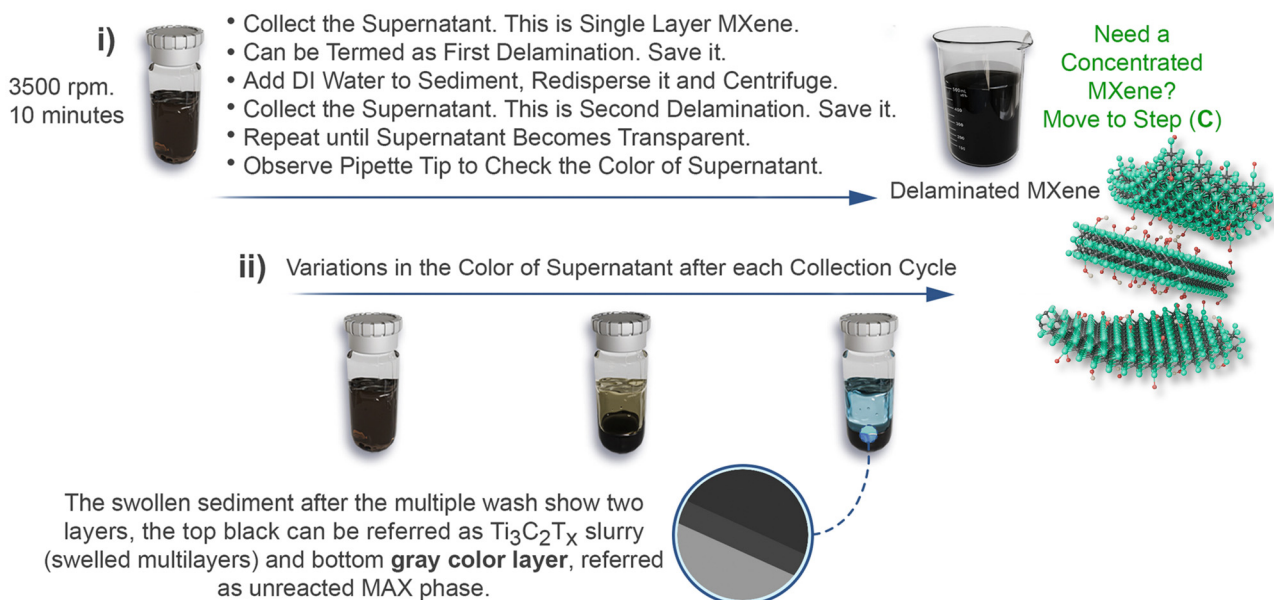 i)
3500 rpm.
10 minutes
• Collect the Supernatant. This is Single Layer MXene.
• Can be Termed as First Delamination. Save it.
• Add DI Water to Sediment, Redisperse it and Centrifuge.
• Collect the Supernatant. This is Second Delamination. Save it.
• Repeat until Supernatant Becomes Transparent.
• Observe Pipette Tip to Check the Color of Supernatant.
Delaminated MXene
Need a
Concentrated
MXene?
Move to Step (C)
ii) Variations in the Color of Supernatant after each Collection Cycle
The swollen sediment after the multiple wash show two
layers, the top black can be referred as Ti₃C₂Tₓ slurry
(swelled multilayers) and bottom gray color layer, referred
as unreacted MAX phase.